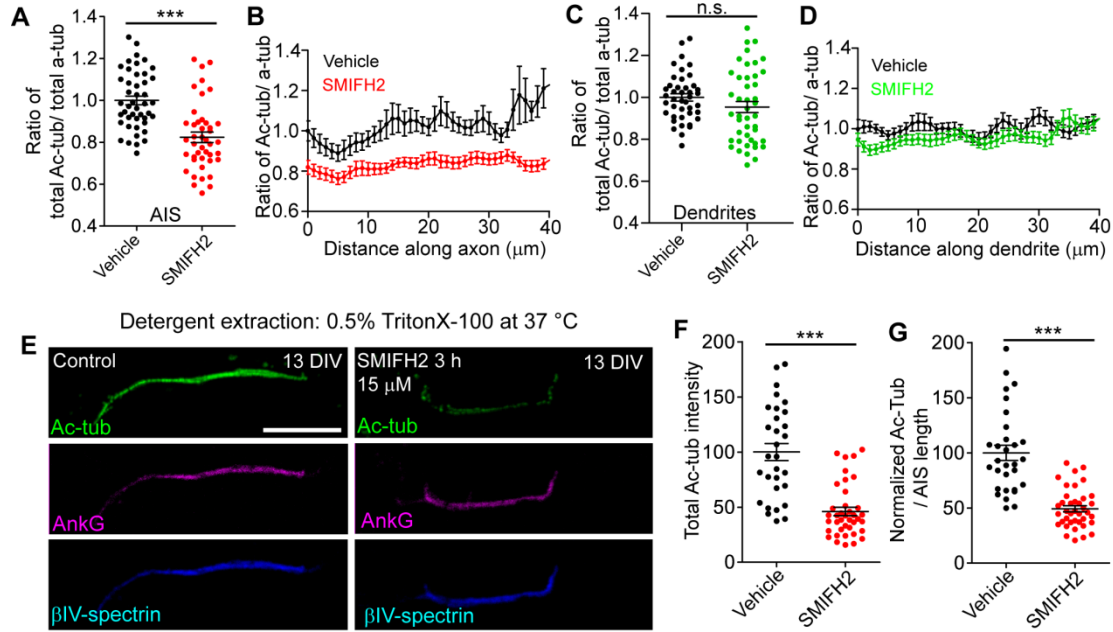 A
***
Ratio of
total Ac-tub/ total a-tub
1.4
1.2
1.0
0.8
0.6
0.4
AIS
Vehicle
SMIFH2
B
Ratio of Ac-tub/ a-tub
1.4
1.2
1.0
0.8
0.6
Vehicle
SMIFH2
0
10
20
30
40
Distance along axon (μm)
C
n.s.
Ratio of
total Ac-tub/ total a-tub
1.4
1.2
1.0
0.8
0.6
0.4
Dendrites
Vehicle
SMIFH2
D
Ratio of Ac-tub/ a-tub
1.4
1.2
1.0
0.8
0.6
Vehicle
SMIFH2
0
10
20
30
40
Distance along dendrite (μm)
Detergent extraction: 0.5% TritonX-100 at 37 °C
E
Control
13 DIV
Ac-tub
SMIFH2 3 h
15 μM
13 DIV
Ac-tub
AnkG
AnkG
βIV-spectrin
βIV-spectrin
F
***
Total Ac-tub intensity
200
150
100
50
0
Vehicle
SMIFH2
G
***
Normalized Ac-Tub
/ AIS length
200
150
100
50
0
Vehicle
SMIFH2